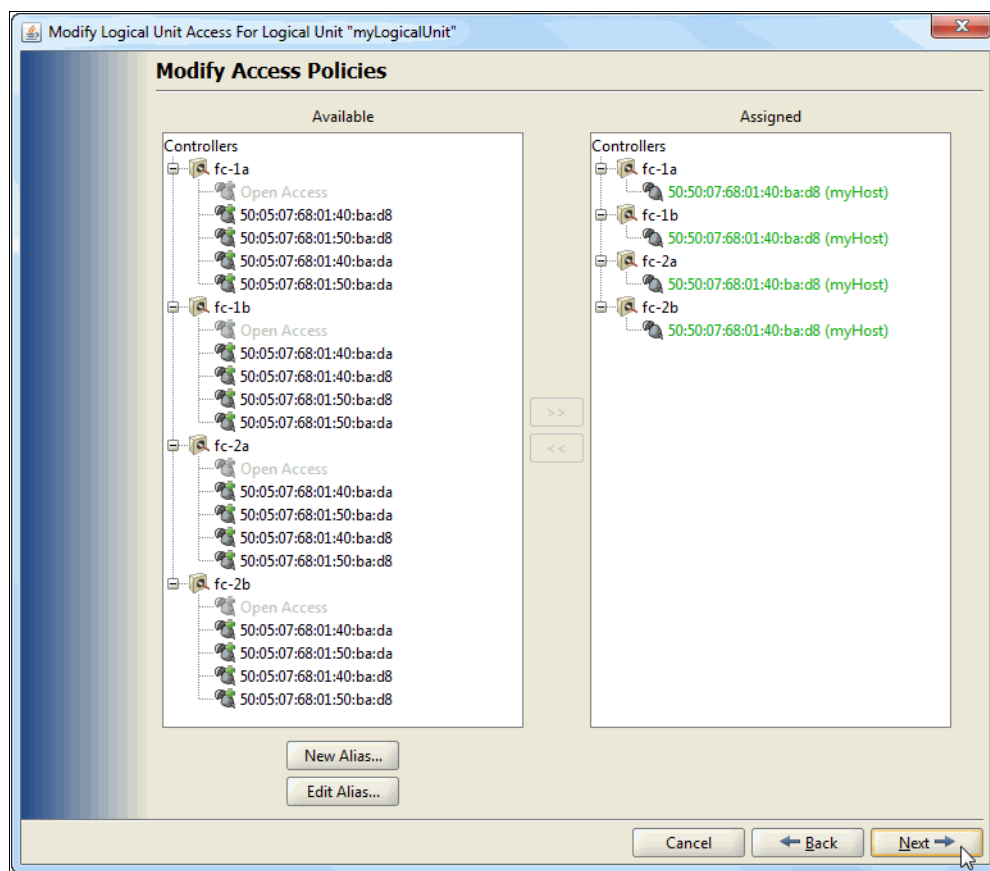 Modify Logical Unit Access For Logical Unit "myLogicalUnit"
Modify Access Policies
Available
Controllers
fc-1a
Open Access
50:05:07:68:01:40:ba:d8
50:05:07:68:01:50:ba:d8
50:05:07:68:01:40:ba:da
50:05:07:68:01:50:ba:da
fc-1b
Open Access
50:05:07:68:01:40:ba:da
50:05:07:68:01:40:ba:d8
50:05:07:68:01:50:ba:d8
50:05:07:68:01:50:ba:da
fc-2a
Open Access
50:05:07:68:01:40:ba:da
50:05:07:68:01:50:ba:da
50:05:07:68:01:40:ba:d8
50:05:07:68:01:50:ba:d8
fc-2b
Open Access
50:05:07:68:01:40:ba:da
50:05:07:68:01:50:ba:da
50:05:07:68:01:40:ba:d8
50:05:07:68:01:50:ba:d8
New Alias...
Edit Alias...
>>
<<
Assigned
Controllers
fc-1a
50:50:07:68:01:40:ba:d8 (myHost)
fc-1b
50:50:07:68:01:40:ba:d8 (myHost)
fc-2a
50:50:07:68:01:40:ba:d8 (myHost)
fc-2b
50:50:07:68:01:40:ba:d8 (myHost)
Cancel
Back
Next